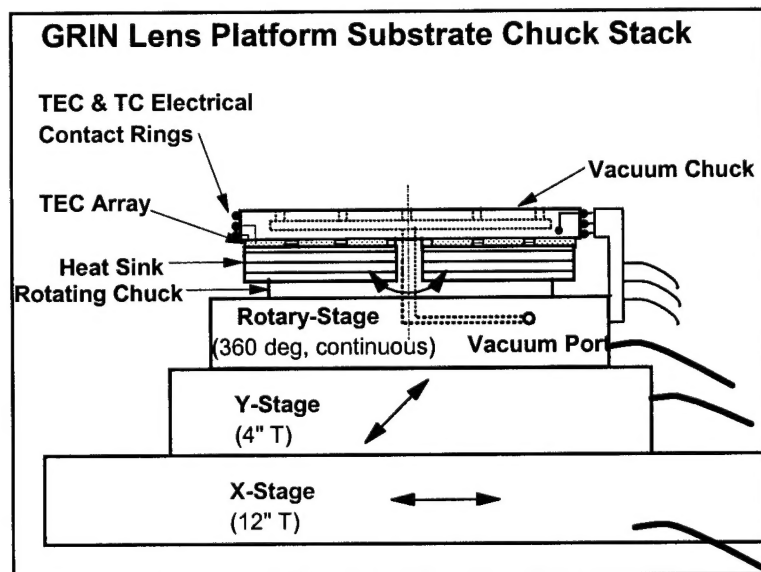 GRIN Lens Platform Substrate Chuck Stack
TEC & TC Electrical
Contact Rings
Vacuum Chuck
TEC Array
Heat Sink
Rotating Chuck
Rotary-Stage
(360 deg, continuous)
Vacuum Port
Y-Stage
(4" T)
X-Stage
(12" T)